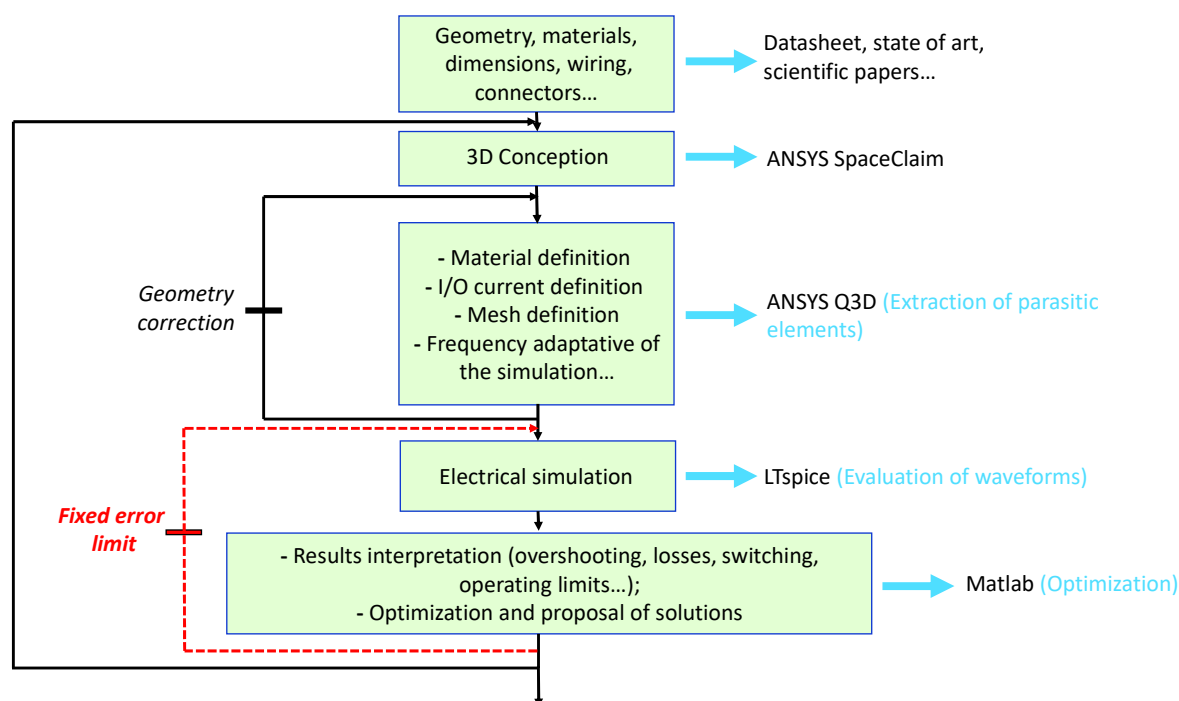 Geometry, materials,
dimensions, wiring,
connectors…
Datasheet, state of art,
scientific papers…
3D Conception
ANSYS SpaceClaim
- Material definition
- I/O current definition
- Mesh definition
- Frequency adaptative of
the simulation…
Geometry
correction
ANSYS Q3D (Extraction of parasitic
elements)
Electrical simulation
LTspice (Evaluation of waveforms)
Fixed error
limit
- Results interpretation (overshooting, losses, switching,
operating limits…);
- Optimization and proposal of solutions
Matlab (Optimization)